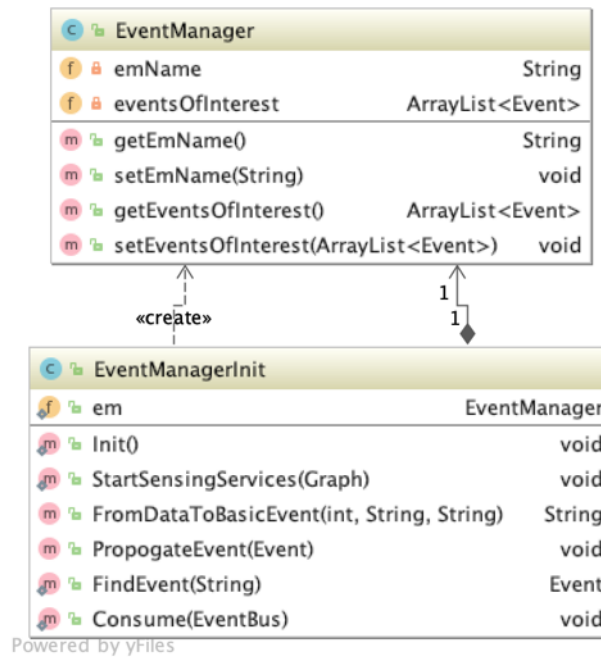 C EventManager
f emName String
f eventsOfInterest ArrayList<Event>
m getEmName() String
m setEmName(String) void
m getEventsOfInterest() ArrayList<Event>
m setEventsOfInterest(ArrayList<Event>) void
1
«create»
1
C EventManagerInit
f em EventManager
m Init() void
m StartSensingServices(Graph) void
m FromDataToBasicEvent(int, String, String) String
m PropogateEvent(Event) void
m FindEvent(String) Event
m Consume(EventBus) void
Powered by yFiles